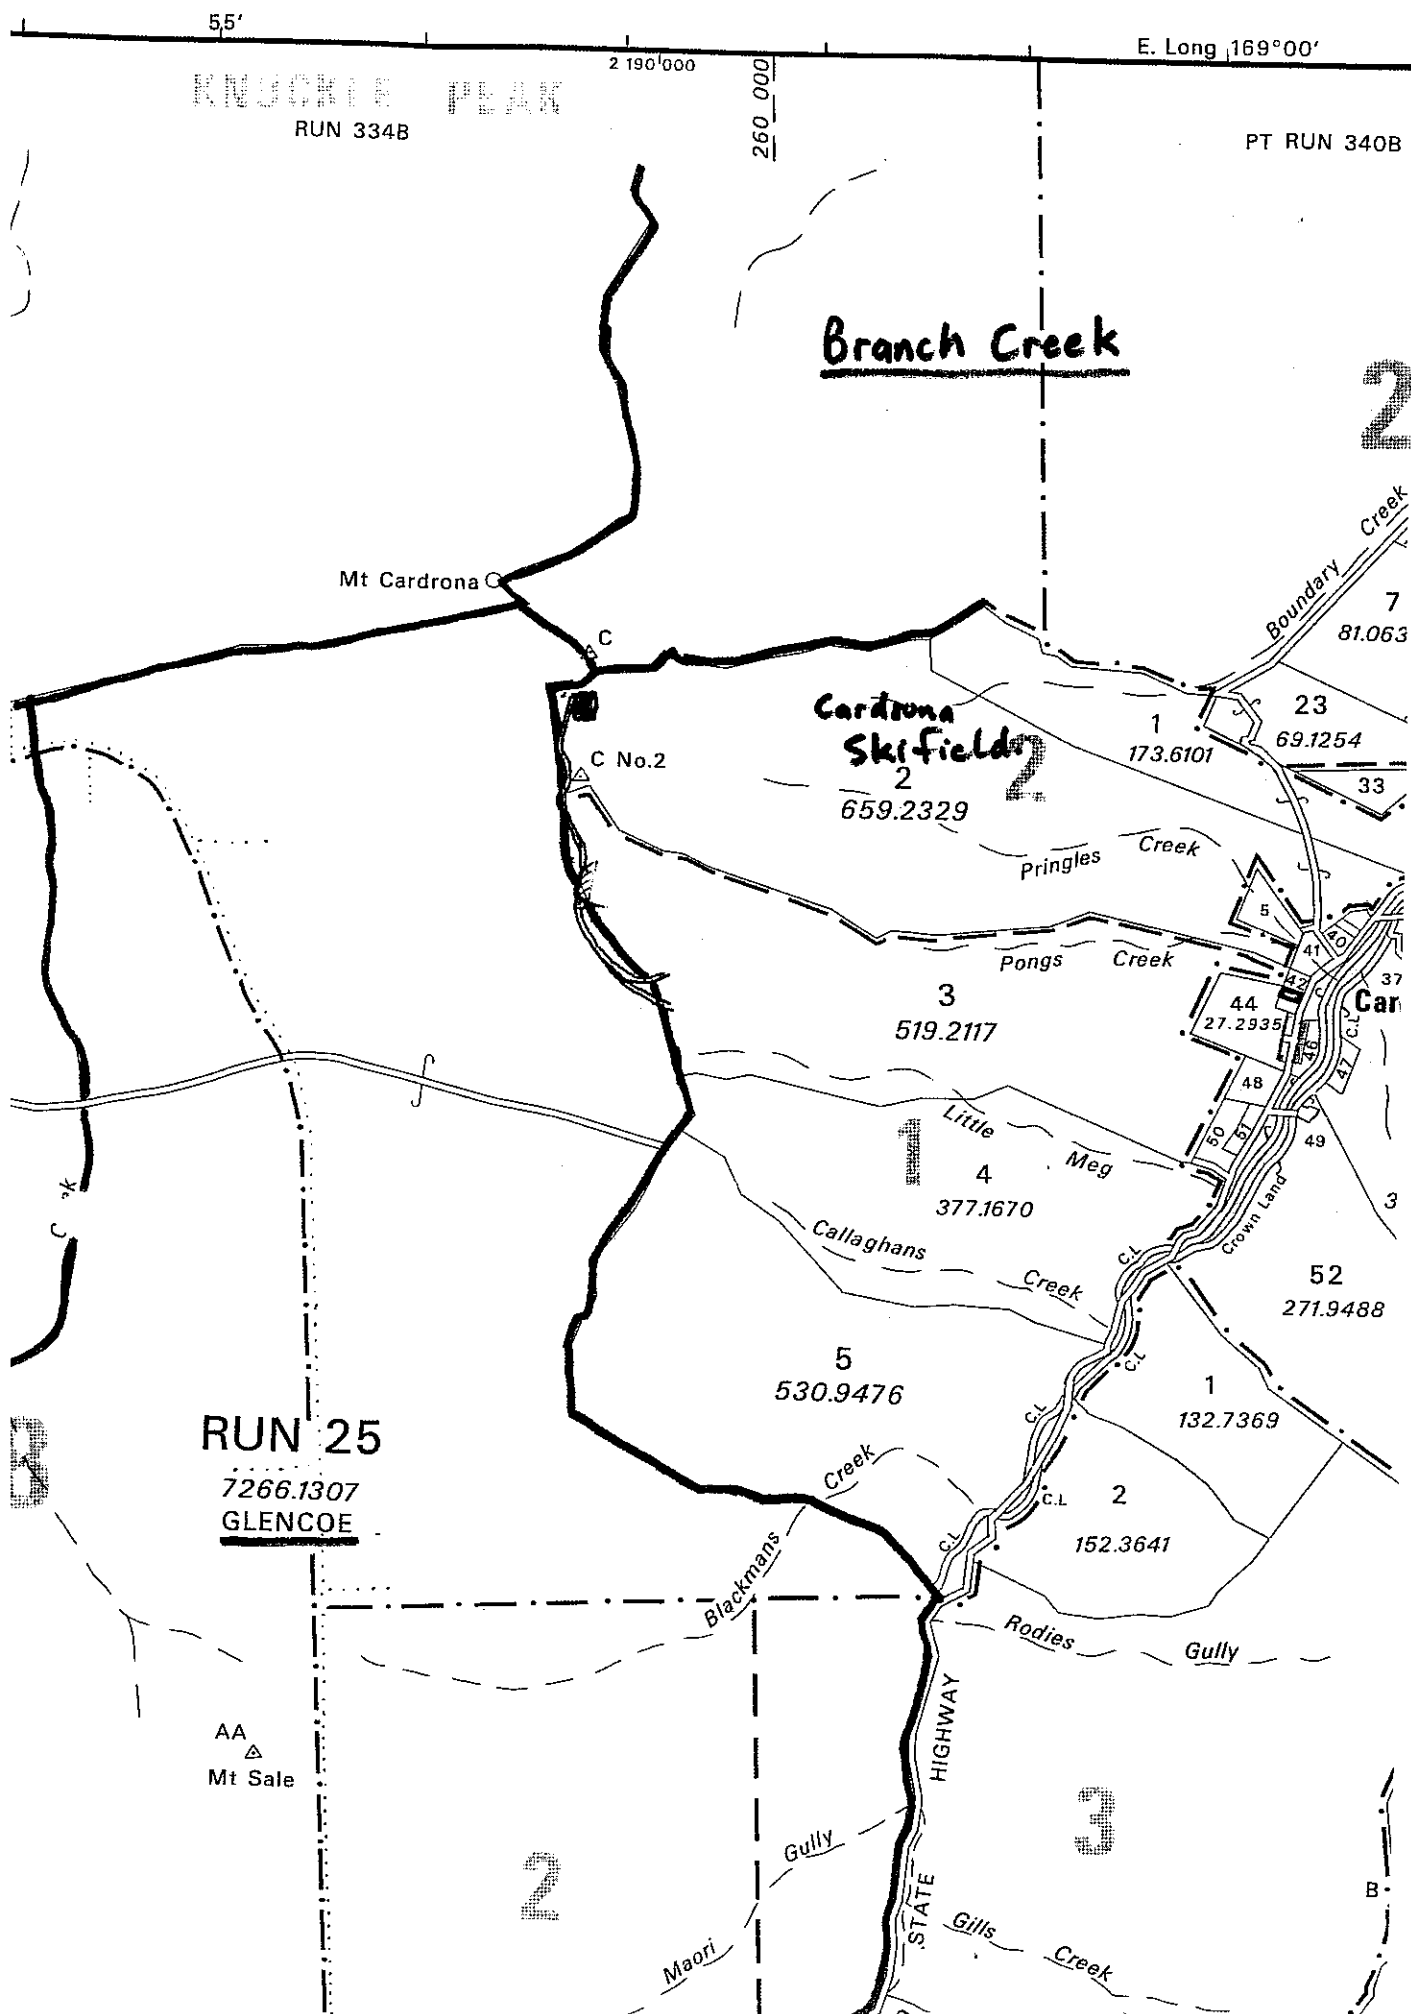 55'
2 190 000
E. Long 169°00'
260 000
KNUCKLE PEAK
RUN 334B
PT RUN 340B
Branch Creek
2
Creek
Boundary
Mt Cardrona
7
81.063
C
Cardrona
Skifield
23
69.1254
1
173.6101
C No.2
2
2
659.2329
33
Pringles Creek
5
41
40
42
37
Pongs Creek
3
519.2117
44
27.2935
Car
C.L
46
47
48
Little
Meg
50
51
49
1
4
377.1670
3
Crown Land
C.L
Callaghans
Creek
52
271.9488
5
530.9476
C.L
1
132.7369
C.L
RUN 25
7266.1307
GLENCOE
B
Creek
C.L
2
152.3641
C.L
Blackmans
Rodies Gully
AA
Mt Sale
HIGHWAY
STATE
3
Gully
2
B
Maori
Gills
Creek